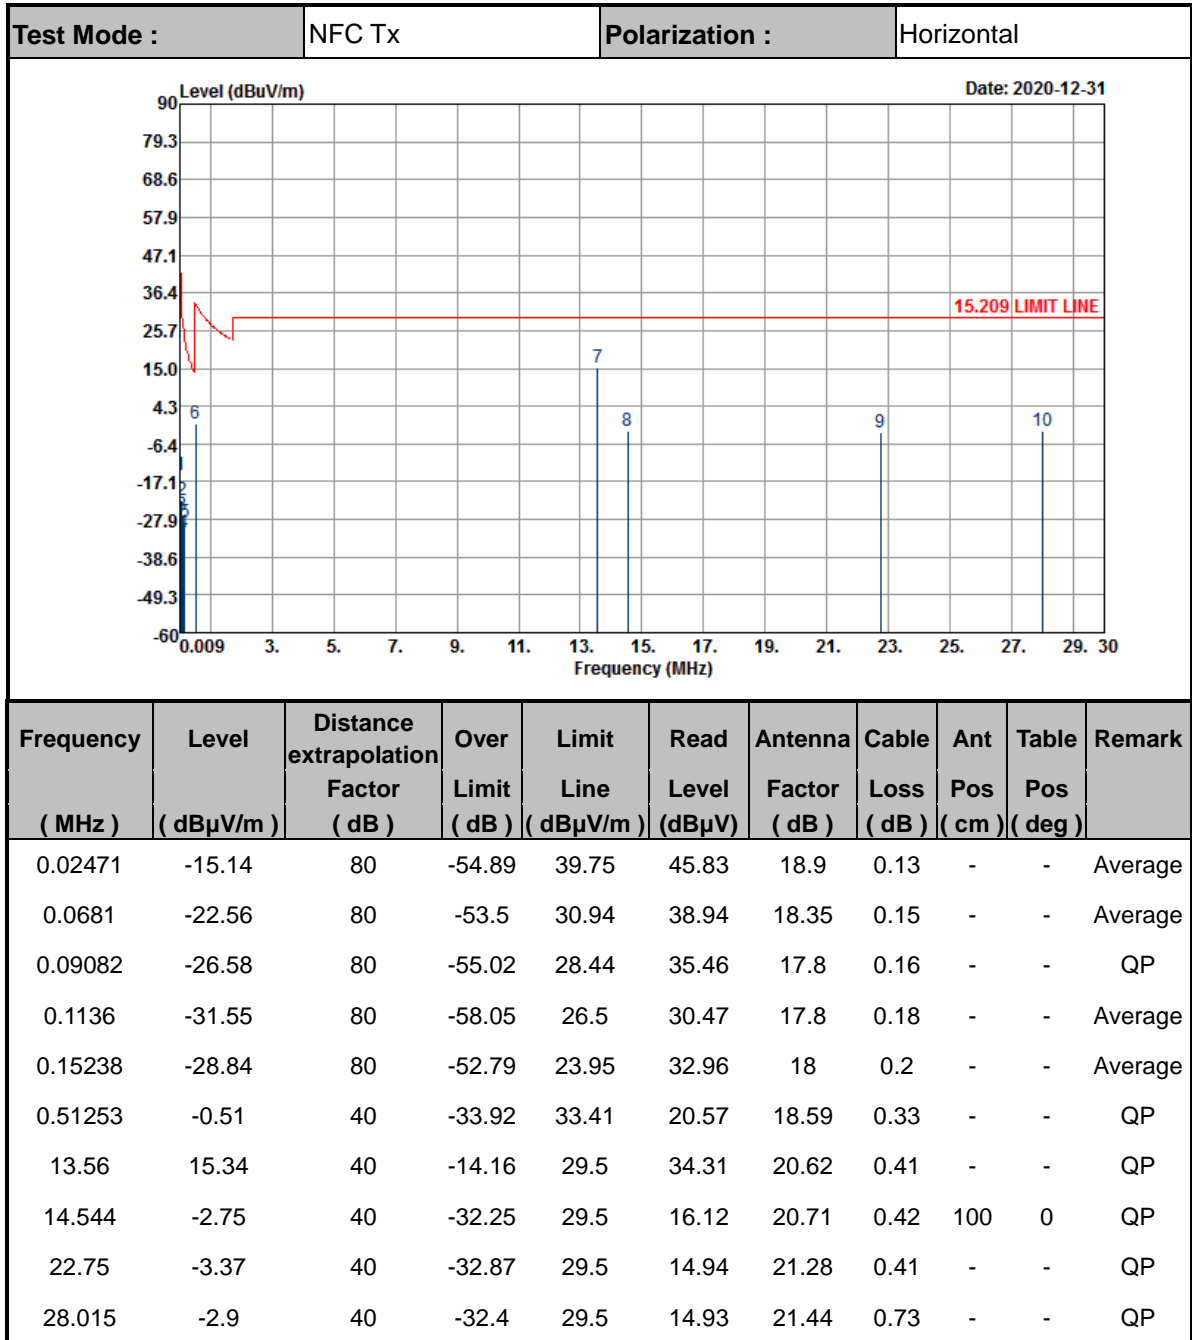 Test Mode : NFC Tx Polarization : Horizontal
Level (dBuV/m) Date: 2020-12-31
90
79.3
68.6
57.9
47.1
36.4
15.209 LIMIT LINE
25.7
7
15.0
4.3 6 8 9 10
-6.4
1
-17.1 2
-27.9
-38.6
-49.3
-60
0.009 3. 5. 7. 9. 11. 13. 15. 17. 19. 21. 23. 25. 27. 29. 30
Frequency (MHz)
Frequency Level Distance extrapolation Factor Over Limit Limit Line Read Level Antenna Factor Cable Loss Ant Pos Table Pos Remark
( MHz ) ( dBµV/m ) ( dB ) ( dB ) ( dBµV/m ) (dBµV) ( dB ) ( dB ) ( cm ) ( deg )
0.02471 -15.14 80 -54.89 39.75 45.83 18.9 0.13 - - Average
0.0681 -22.56 80 -53.5 30.94 38.94 18.35 0.15 - - Average
0.09082 -26.58 80 -55.02 28.44 35.46 17.8 0.16 - - QP
0.1136 -31.55 80 -58.05 26.5 30.47 17.8 0.18 - - Average
0.15238 -28.84 80 -52.79 23.95 32.96 18 0.2 - - Average
0.51253 -0.51 40 -33.92 33.41 20.57 18.59 0.33 - - QP
13.56 15.34 40 -14.16 29.5 34.31 20.62 0.41 - - QP
14.544 -2.75 40 -32.25 29.5 16.12 20.71 0.42 100 0 QP
22.75 -3.37 40 -32.87 29.5 14.94 21.28 0.41 - - QP
28.015 -2.9 40 -32.4 29.5 14.93 21.44 0.73 - - QP